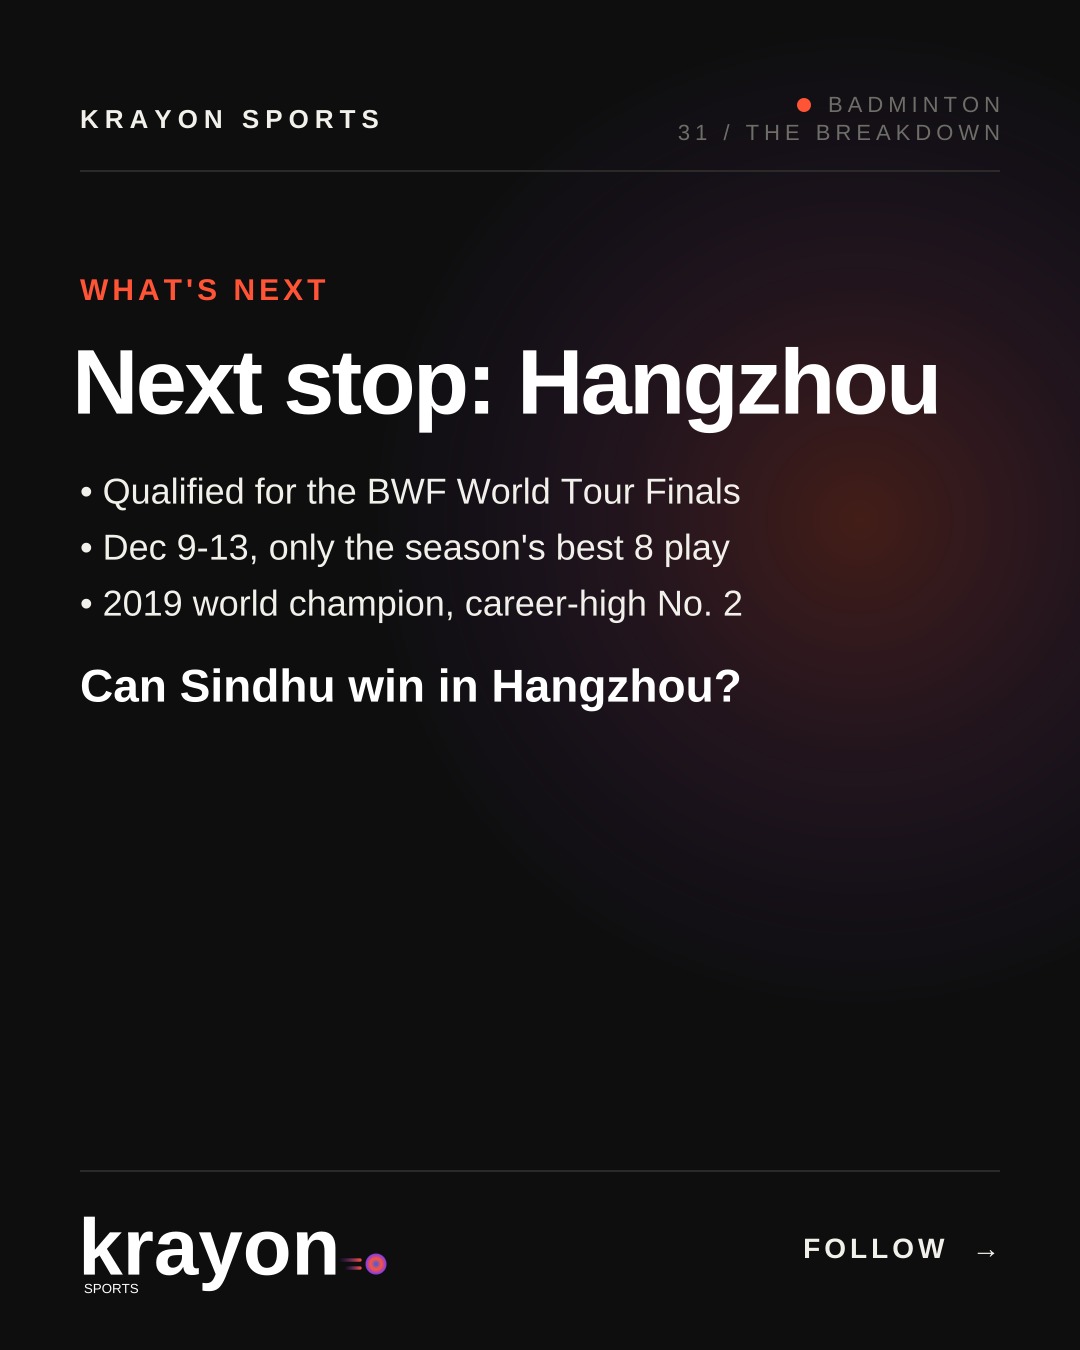 KRAYON SPORTS
BADMINTON
31 / THE BREAKDOWN
WHAT'S NEXT
Next stop: Hangzhou
• Qualified for the BWF World Tour Finals
• Dec 9-13, only the season's best 8 play
• 2019 world champion, career-high No. 2
Can Sindhu win in Hangzhou?
krayon
SPORTS
FOLLOW →